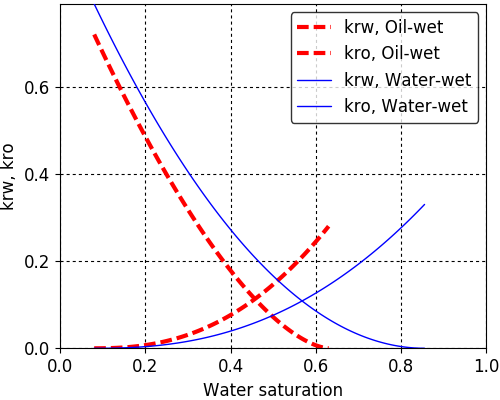 krw, Oil-wet
kro, Oil-wet
krw, Water-wet
kro, Water-wet
krw, kro
0.6
0.4
0.2
0.0
0.0 0.2 0.4 0.6 0.8 1.0
Water saturation